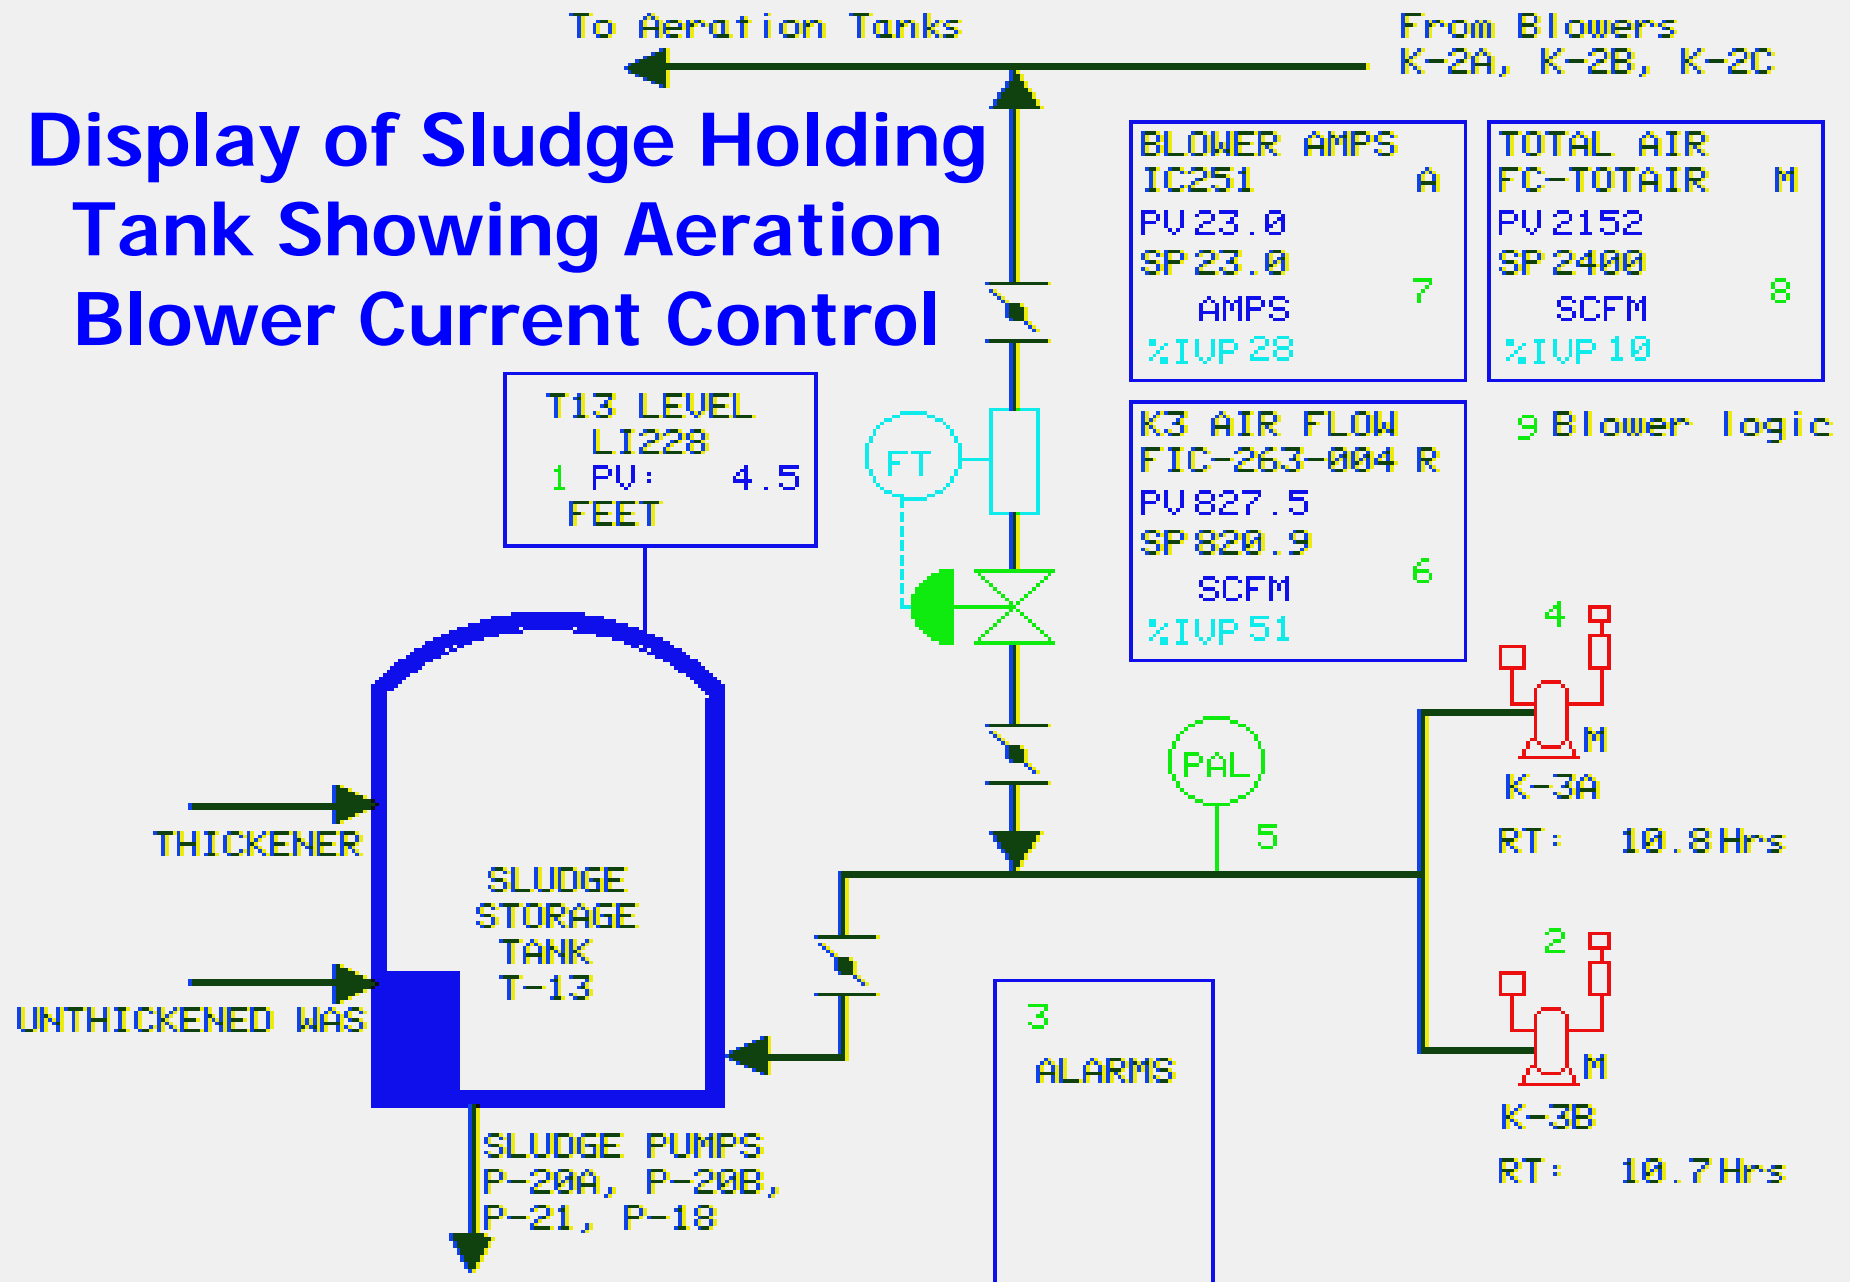 To Aeration Tanks
From Blowers
K-2A, K-2B, K-2C
Display of Sludge Holding
Tank Showing Aeration
Blower Current Control
BLOWER AMPS
IC251 A
PV 23.0
SP 23.0
7
AMPS
%IVP 28
TOTAL AIR
FC-TOTAIR M
PV 2152
SP 2400
8
SCFM
%IVP 10
T13 LEVEL
LI228
1 PV: 4.5
FEET
FT
K3 AIR FLOW
FIC-263-004 R
PV 827.5
SP 820.9
6
SCFM
%IVP 51
9 Blower logic
4
M
K-3A
RT: 10.8 Hrs
PAL
5
THICKENER
SLUDGE
STORAGE
TANK
T-13
UNTHICKENED WAS
2
M
K-3B
RT: 10.7 Hrs
3
ALARMS
SLUDGE PUMPS
P-20A, P-20B,
P-21, P-18